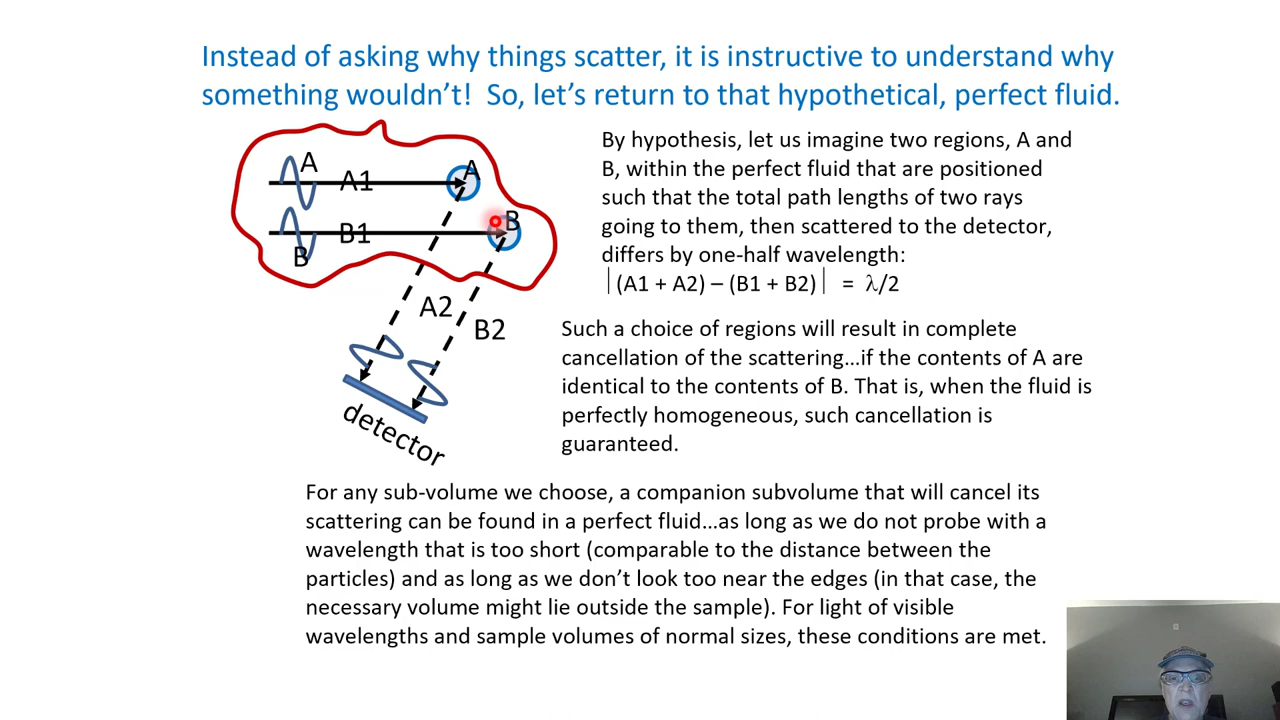 Instead of asking why things scatter, it is instructive to understand why
something wouldn't! So, let's return to that hypothetical, perfect fluid.
A
A1
A
B1
B
B
A2
B2
detector
By hypothesis, let us imagine two regions, A and
B, within the perfect fluid that are positioned
such that the total path lengths of two rays
going to them, then scattered to the detector,
differs by one-half wavelength:
|(A1 + A2) – (B1 + B2)| = λ/2
Such a choice of regions will result in complete
cancellation of the scattering…if the contents of A are
identical to the contents of B. That is, when the fluid is
perfectly homogeneous, such cancellation is
guaranteed.
For any sub-volume we choose, a companion subvolume that will cancel its
scattering can be found in a perfect fluid…as long as we do not probe with a
wavelength that is too short (comparable to the distance between the
particles) and as long as we don't look too near the edges (in that case, the
necessary volume might lie outside the sample). For light of visible
wavelengths and sample volumes of normal sizes, these conditions are met.